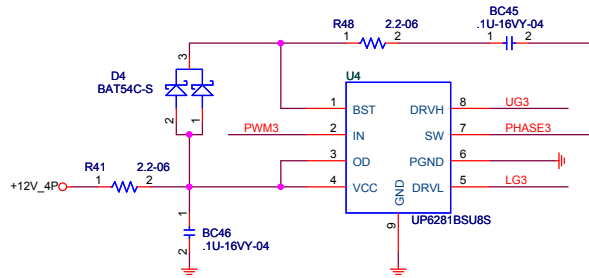 R48 2.2-06 BC45 .1U-16VY-04
1 2 1 2
3
D4
BAT54C-S
2 1
U4
1 BST DRVH 8 UG3
PWM3 2 IN SW 7 PHASE3
3 OD PGND 6
4 VCC DRVL 5 LG3
GND
9
UP6281BSU8S
R41 2.2-06
+12V_4P 1 2
1
BC46
.1U-16VY-04
2